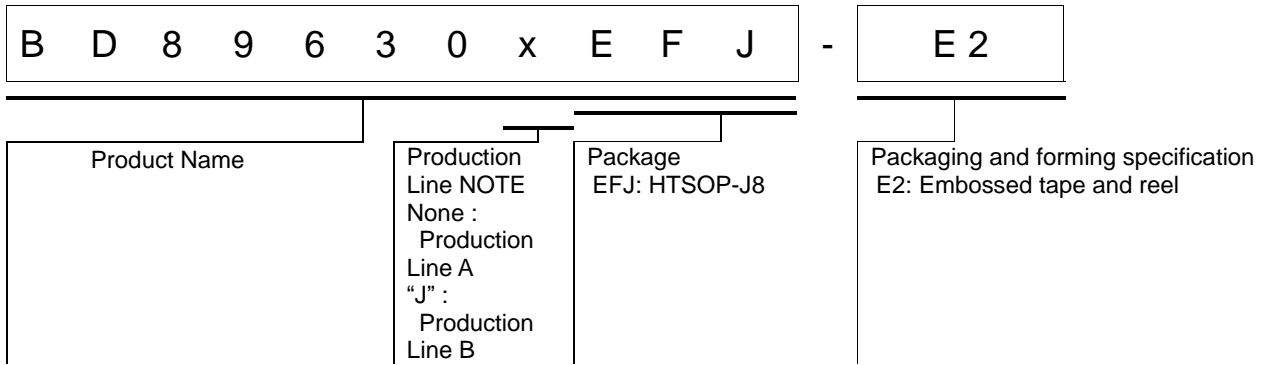 B D 8 9 6 3 0 x E F J - E 2
Product Name
Production
Line NOTE
None :
Production
Line A
“J” :
Production
Line B
Package
EFJ: HTSOP-J8
Packaging and forming specification
E2: Embossed tape and reel